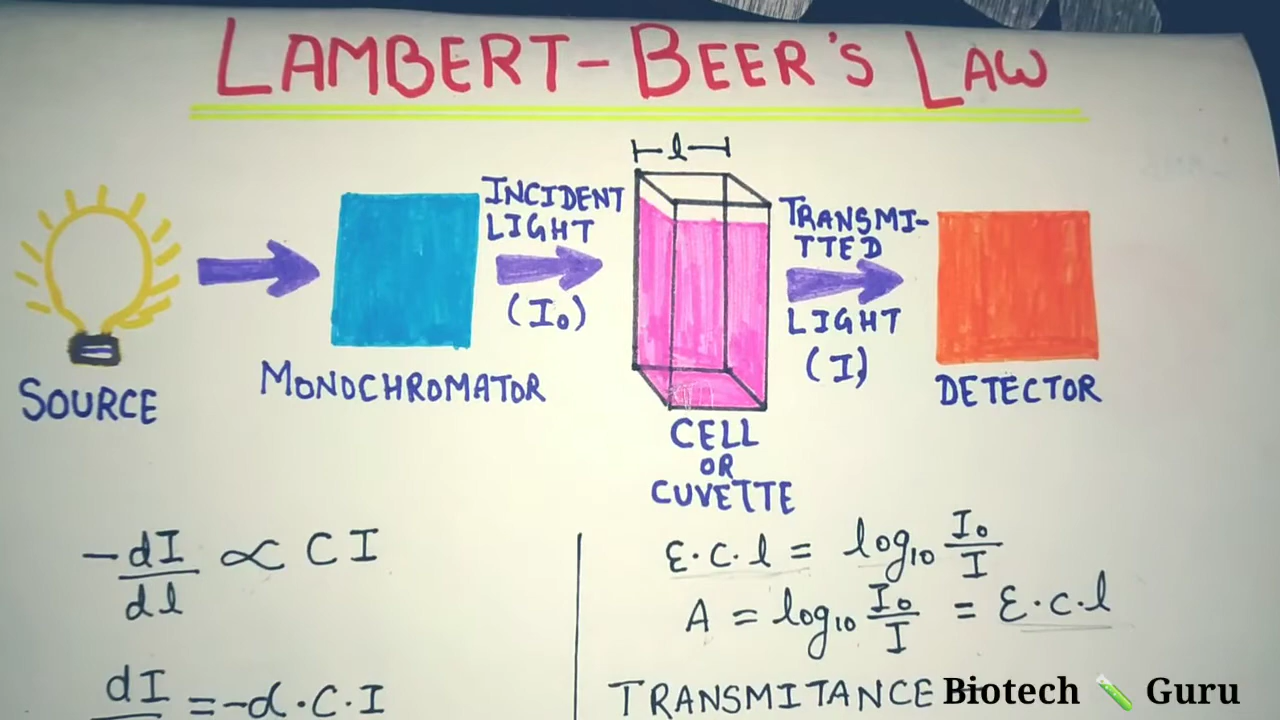 LAMBERT-BEER'S LAW
l
INCIDENT
LIGHT
(I₀)
TRANSMI-
TTED
LIGHT
(I)
SOURCE
MONOCHROMATOR
DETECTOR
CELL
OR
CUVETTE
-dI/dl ∝ CI
dI = -α.C.I
ε.c.l = log₁₀ I₀/I
A = log₁₀ I₀/I = ε.c.l
TRANSMITANCE
Biotech Guru